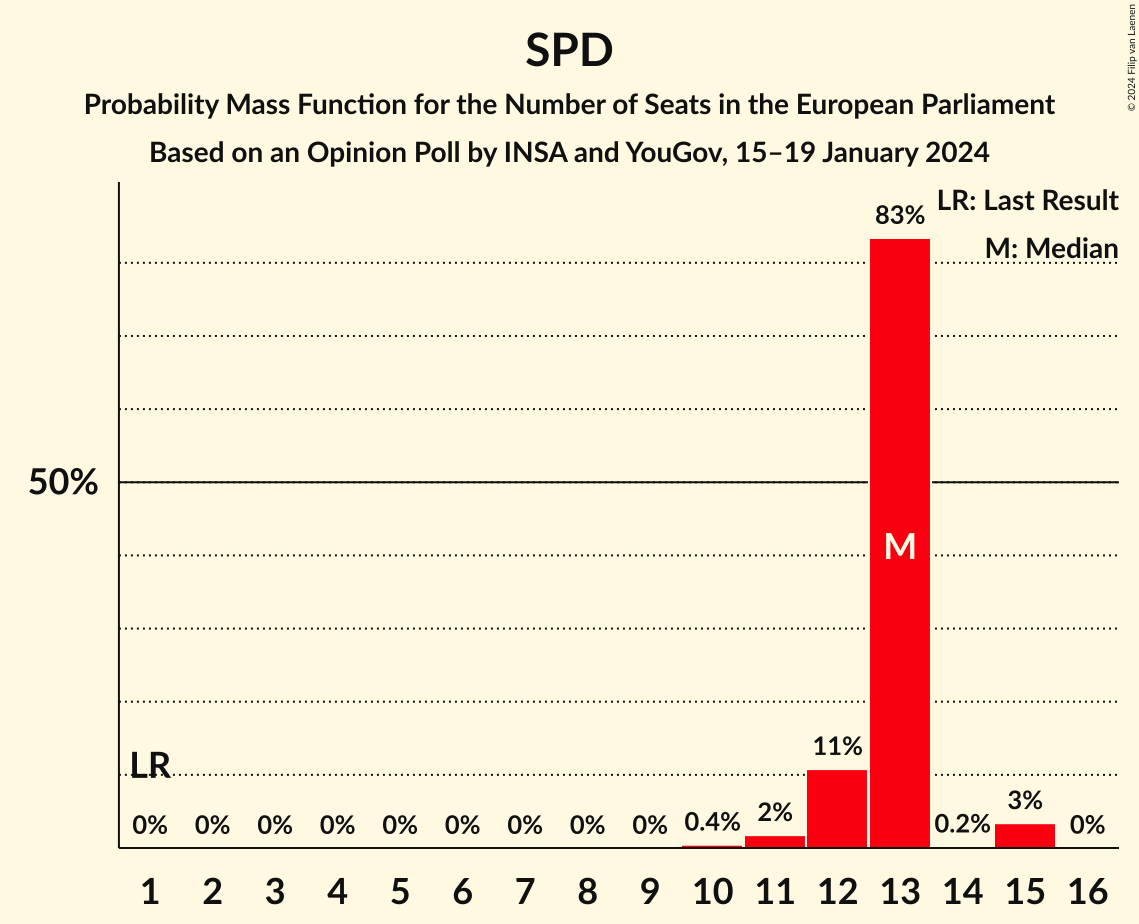 SPD
Probability Mass Function for the Number of Seats in the European Parliament
Based on an Opinion Poll by INSA and YouGov, 15–19 January 2024
© 2024 Filip van Laenen
LR: Last Result
M: Median
83%
50%
M
LR
11%
0% 0% 0% 0% 0% 0% 0% 0% 0% 0.4% 2% 0.2% 3% 0%
1 2 3 4 5 6 7 8 9 10 11 12 13 14 15 16